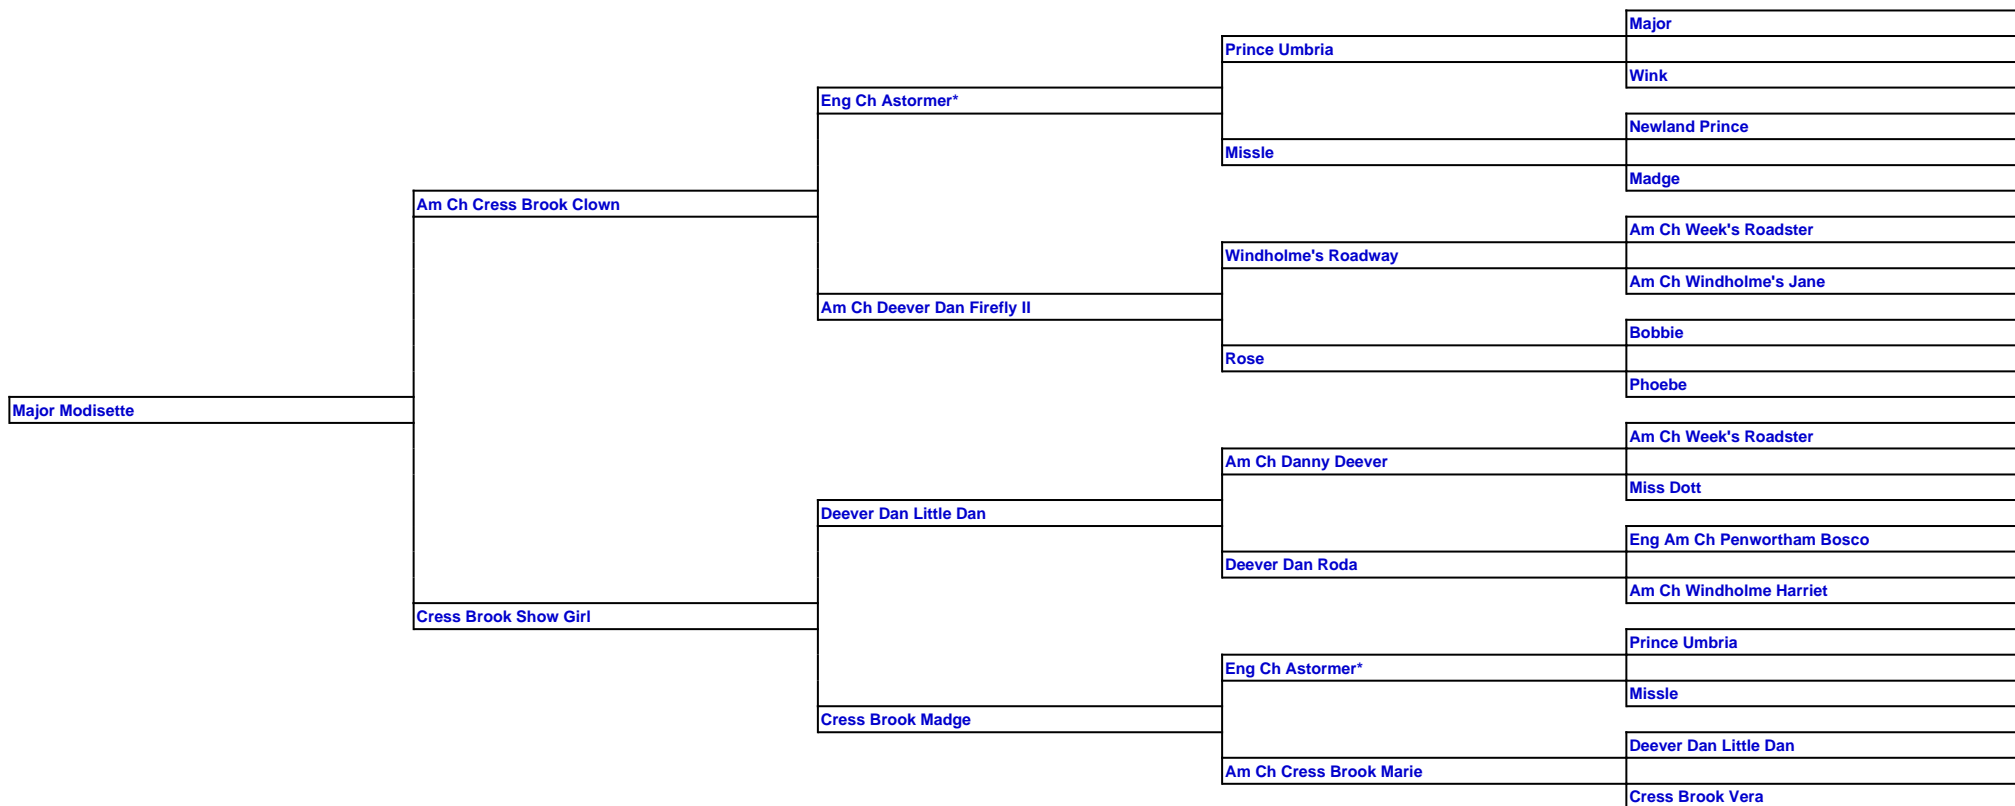 Major
Prince Umbria
Wink
Eng Ch Astormer*
Newland Prince
Missle
Madge
Am Ch Cress Brook Clown
Am Ch Week's Roadster
Windholme's Roadway
Am Ch Windholme's Jane
Am Ch Deever Dan Firefly II
Bobbie
Rose
Phoebe
Major Modisette
Am Ch Week's Roadster
Am Ch Danny Deever
Miss Dott
Deever Dan Little Dan
Eng Am Ch Penwortham Bosco
Deever Dan Roda
Am Ch Windholme Harriet
Cress Brook Show Girl
Prince Umbria
Eng Ch Astormer*
Missle
Cress Brook Madge
Deever Dan Little Dan
Am Ch Cress Brook Marie
Cress Brook Vera